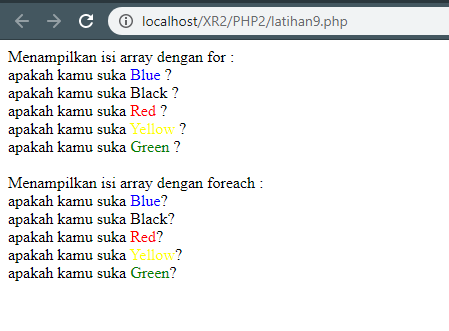 localhost/XR2/PHP2/latihan9.php
Menampilkan isi array dengan for :
apakah kamu suka Blue ?
apakah kamu suka Black ?
apakah kamu suka Red ?
apakah kamu suka Yellow ?
apakah kamu suka Green ?
Menampilkan isi array dengan foreach :
apakah kamu suka Blue?
apakah kamu suka Black?
apakah kamu suka Red?
apakah kamu suka Yellow?
apakah kamu suka Green?